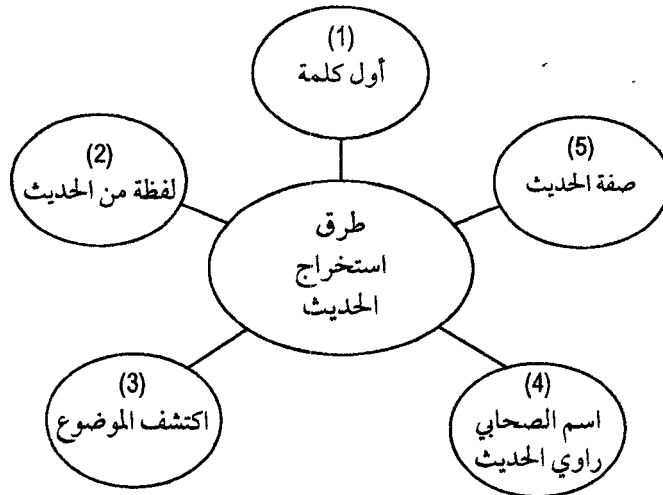 (1)
أول كلمة
(2)
لفظة من الحديث
(5)
صفة الحديث
طرق
استخراج
الحديث
(3)
اكتشف الموضوع
(4)
اسم الصحابي
راوي الحديث